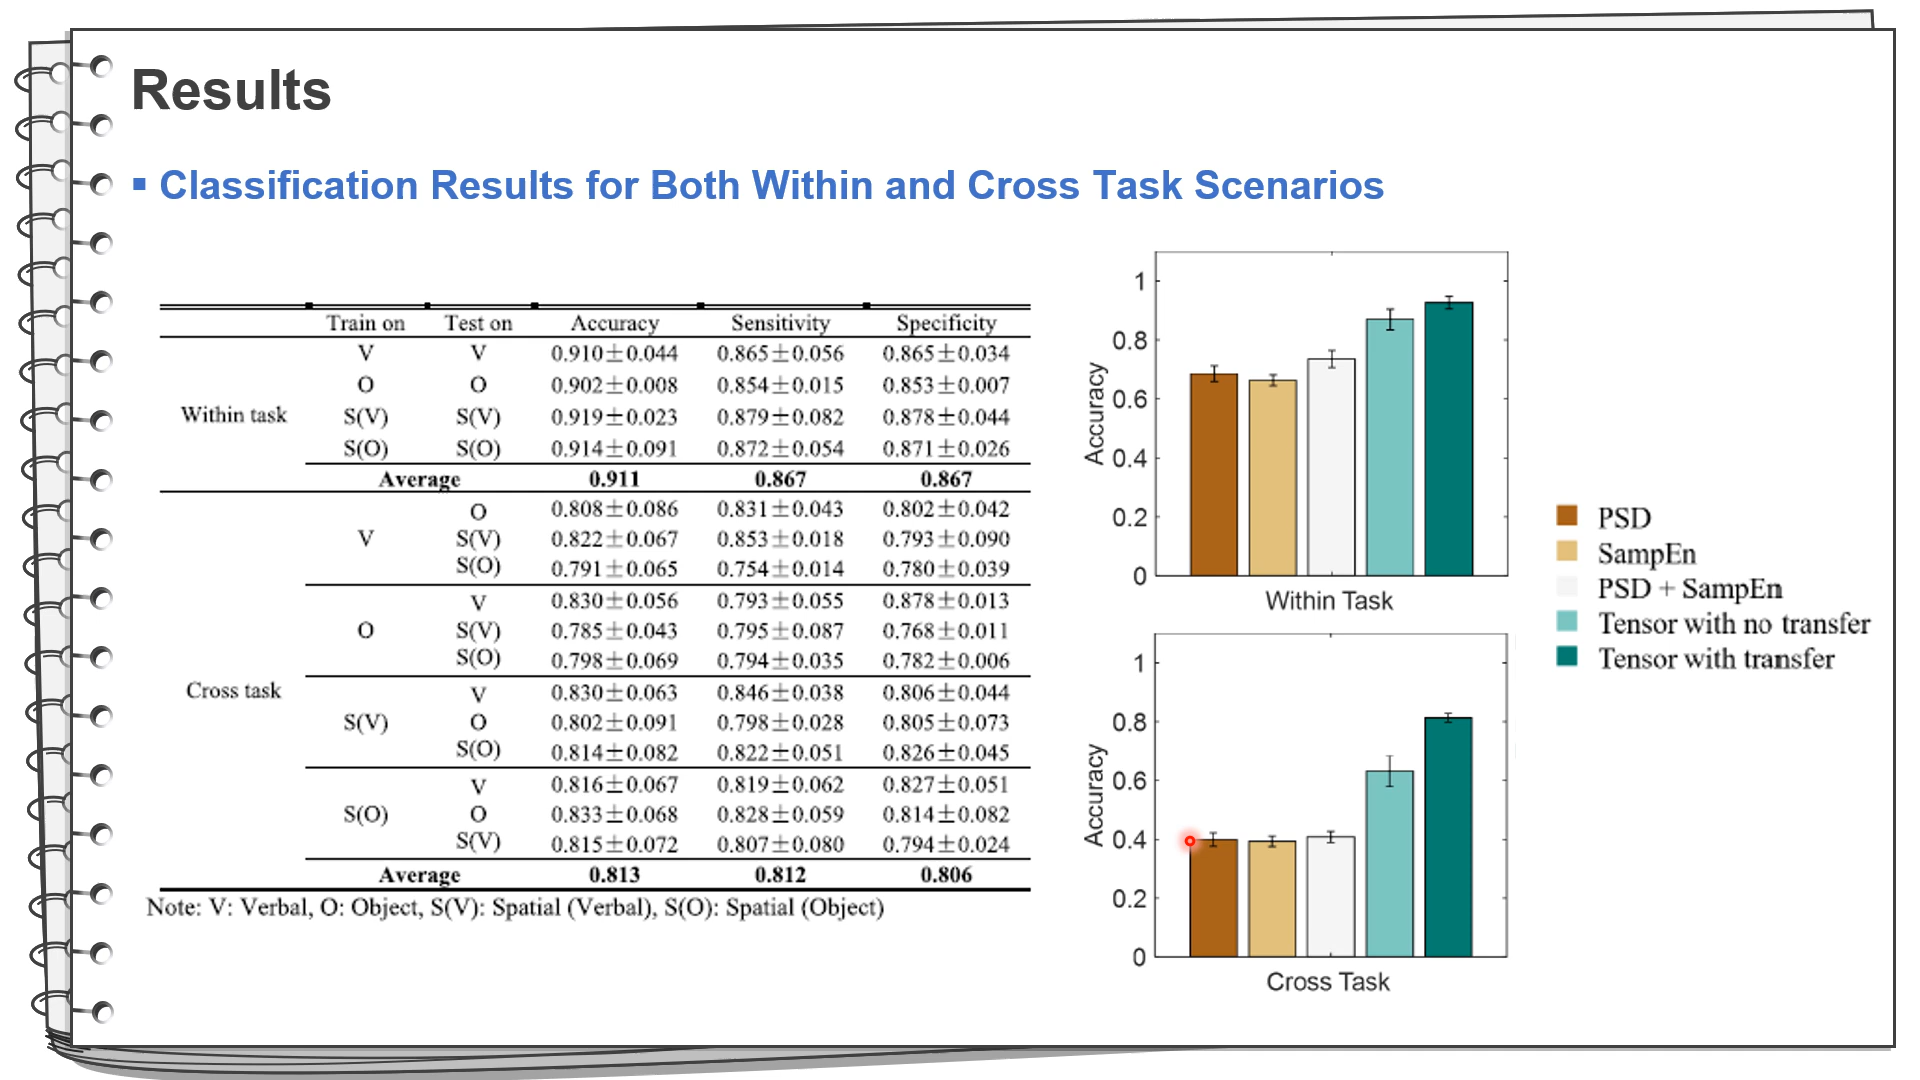 Results
▪ Classification Results for Both Within and Cross Task Scenarios
Train on Test on Accuracy Sensitivity Specificity
Within task
V V 0.910±0.044 0.865±0.056 0.865±0.034
O O 0.902±0.008 0.854±0.015 0.853±0.007
S(V) S(V) 0.919±0.023 0.879±0.082 0.878±0.044
S(O) S(O) 0.914±0.091 0.872±0.054 0.871±0.026
Average 0.911 0.867 0.867
Cross task
V
O 0.808±0.086 0.831±0.043 0.802±0.042
S(V) 0.822±0.067 0.853±0.018 0.793±0.090
S(O) 0.791±0.065 0.754±0.014 0.780±0.039
O
V 0.830±0.056 0.793±0.055 0.878±0.013
S(V) 0.785±0.043 0.795±0.087 0.768±0.011
S(O) 0.798±0.069 0.794±0.035 0.782±0.006
S(V)
V 0.830±0.063 0.846±0.038 0.806±0.044
O 0.802±0.091 0.798±0.028 0.805±0.073
S(O) 0.814±0.082 0.822±0.051 0.826±0.045
S(O)
V 0.816±0.067 0.819±0.062 0.827±0.051
O 0.833±0.068 0.828±0.059 0.814±0.082
S(V) 0.815±0.072 0.807±0.080 0.794±0.024
Average 0.813 0.812 0.806
Note: V: Verbal, O: Object, S(V): Spatial (Verbal), S(O): Spatial (Object)
Accuracy
1
0.8
0.6
0.4
0.2
0
Within Task
Accuracy
1
0.8
0.6
0.4
0.2
0
Cross Task
PSD
SampEn
PSD + SampEn
Tensor with no transfer
Tensor with transfer